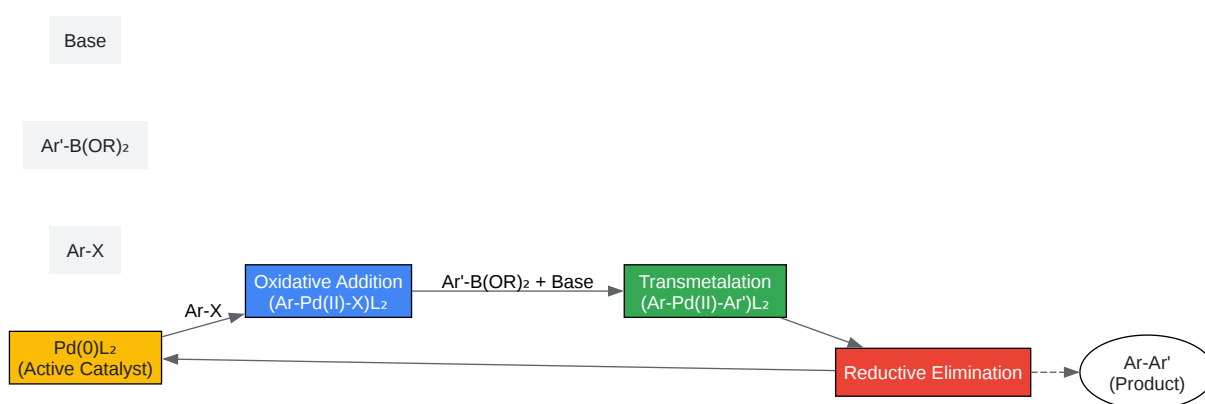 Base
Ar'-B(OR)₂
Ar-X
Oxidative Addition
(Ar-Pd(II)-X)L₂
Ar'-B(OR)₂ + Base
Transmetalation
(Ar-Pd(II)-Ar')L₂
Ar-X
Pd(0)L₂
(Active Catalyst)
Reductive Elimination
Ar-Ar'
(Product)